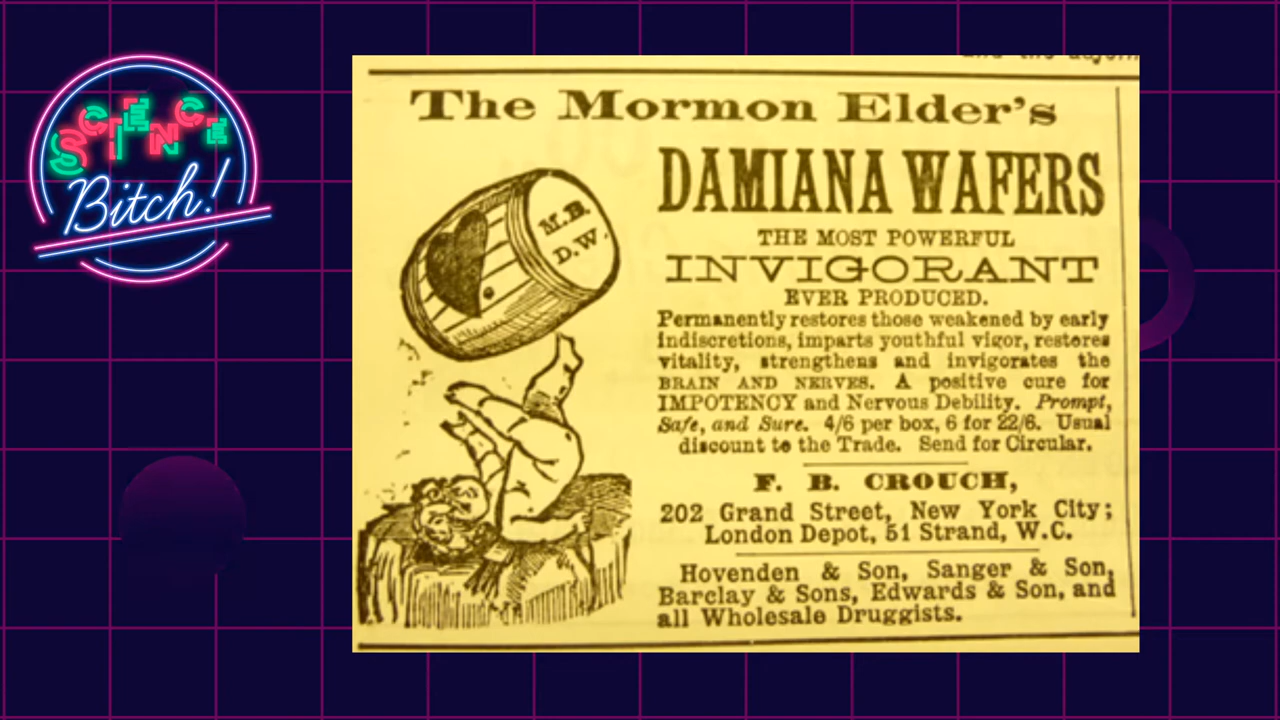 SCIENCE
Bitch!
The Mormon Elder's
M.B.
D.W.
DAMIANA WAFERS
THE MOST POWERFUL
INVIGORANT
EVER PRODUCED.
Permanently restores those weakened by early
indiscretions, imparts youthful vigor, restores
vitality, strengthens and invigorates the
BRAIN AND NERVES. A positive cure for
IMPOTENCY and Nervous Debility. Prompt,
Safe, and Sure. 4/6 per box, 6 for 22/6. Usual
discount to the Trade. Send for Circular.
F. B. CROUCH,
202 Grand Street, New York City;
London Depot, 51 Strand, W.C.
Hovenden & Son, Sanger & Son,
Barclay & Sons, Edwards & Son, and
all Wholesale Druggists.